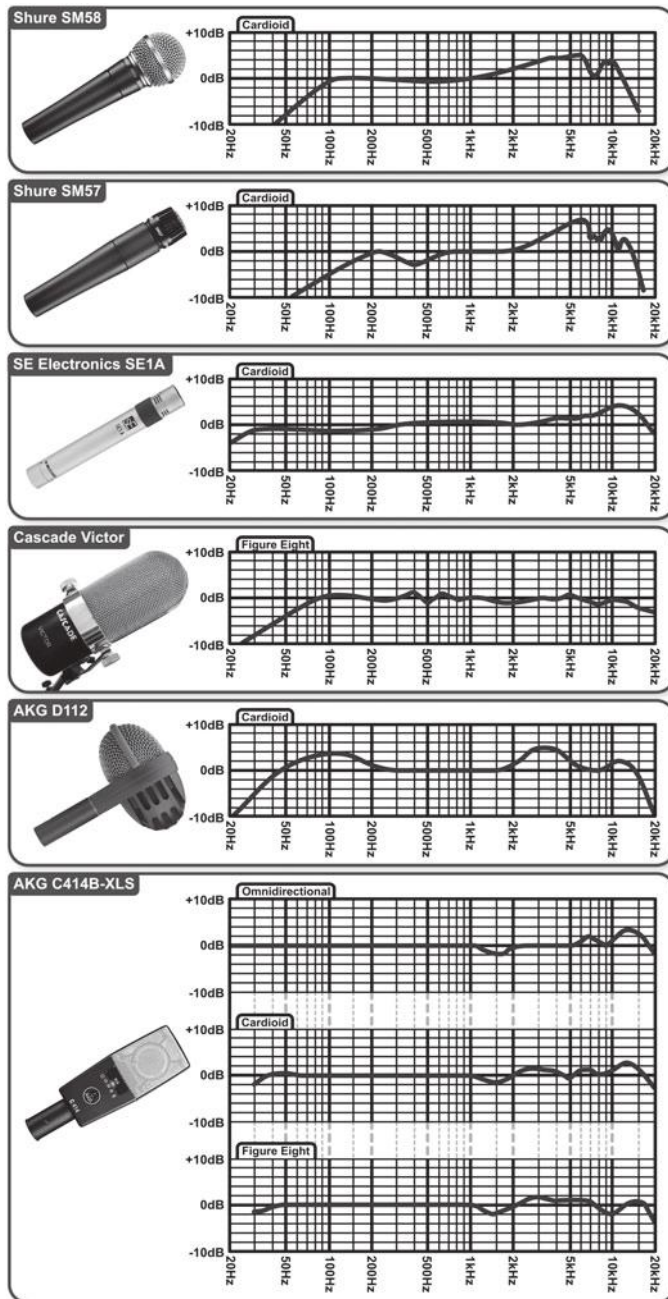 Shure SM58
Cardioid
+10dB
0dB
-10dB
20Hz 50Hz 100Hz 200Hz 500Hz 1kHz 2kHz 5kHz 10kHz 20kHz
Shure SM57
Cardioid
+10dB
0dB
-10dB
20Hz 50Hz 100Hz 200Hz 500Hz 1kHz 2kHz 5kHz 10kHz 20kHz
SE Electronics SE1A
Cardioid
+10dB
0dB
-10dB
20Hz 50Hz 100Hz 200Hz 500Hz 1kHz 2kHz 5kHz 10kHz 20kHz
Cascade Victor
Figure Eight
+10dB
0dB
-10dB
CASCADE
VICTOR
20Hz 50Hz 100Hz 200Hz 500Hz 1kHz 2kHz 5kHz 10kHz 20kHz
AKG D112
Cardioid
+10dB
0dB
-10dB
20Hz 50Hz 100Hz 200Hz 500Hz 1kHz 2kHz 5kHz 10kHz 20kHz
AKG C414B-XLS
Omnidirectional
+10dB
0dB
-10dB
Cardioid
+10dB
0dB
-10dB
C 414
Figure Eight
+10dB
0dB
-10dB
20Hz 50Hz 100Hz 200Hz 500Hz 1kHz 2kHz 5kHz 10kHz 20kHz